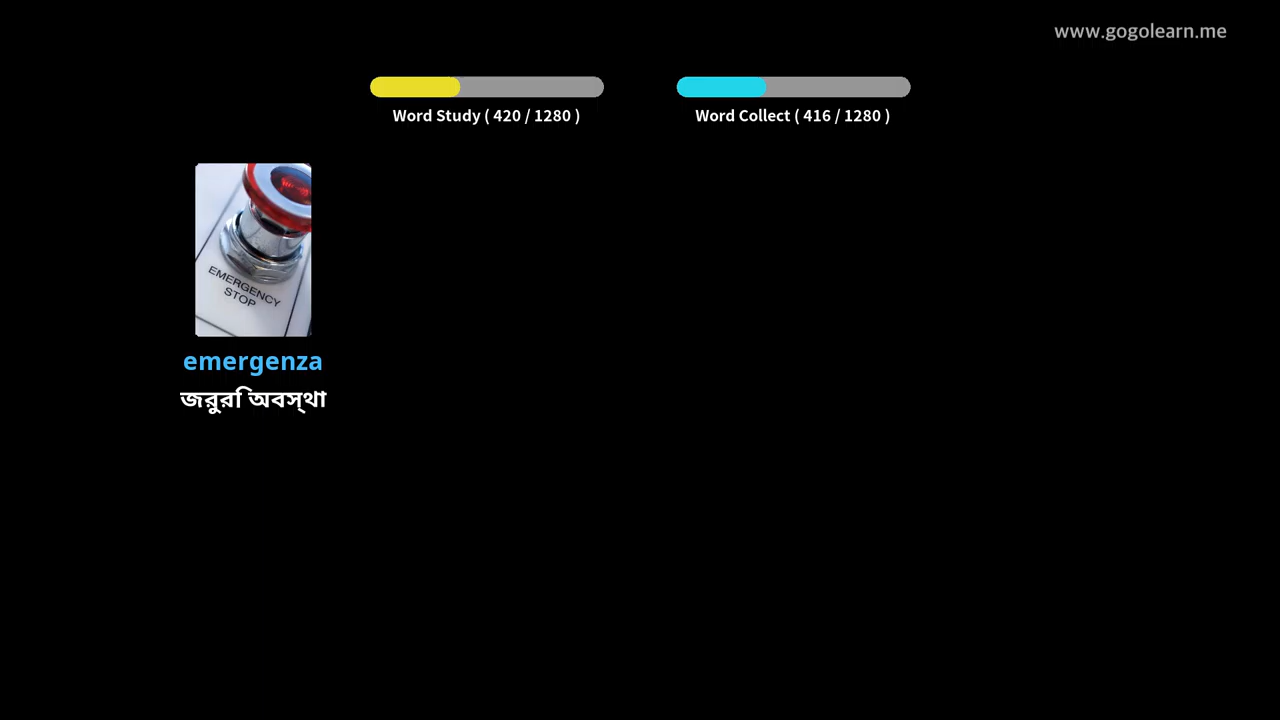 www.gogolearn.me
Word Study ( 420 / 1280 )
Word Collect ( 416 / 1280 )
EMERGENCY
STOP
emergenza
জরুরি অবস্থা